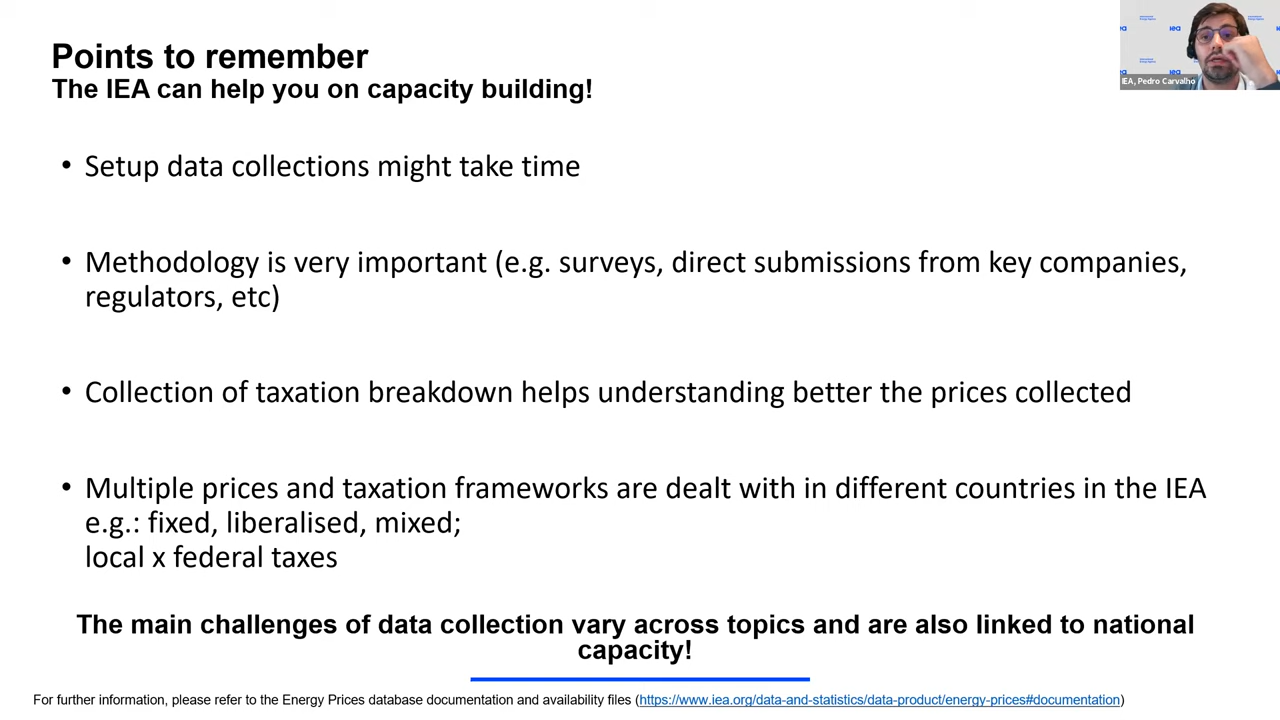 Points to remember
The IEA can help you on capacity building!
iea
IEA, Pedro Carvalho
• Setup data collections might take time
• Methodology is very important (e.g. surveys, direct submissions from key companies,
regulators, etc)
• Collection of taxation breakdown helps understanding better the prices collected
• Multiple prices and taxation frameworks are dealt with in different countries in the IEA
e.g.: fixed, liberalised, mixed;
local x federal taxes
The main challenges of data collection vary across topics and are also linked to national
capacity!
For further information, please refer to the Energy Prices database documentation and availability files (https://www.iea.org/data-and-statistics/data-product/energy-prices#documentation)